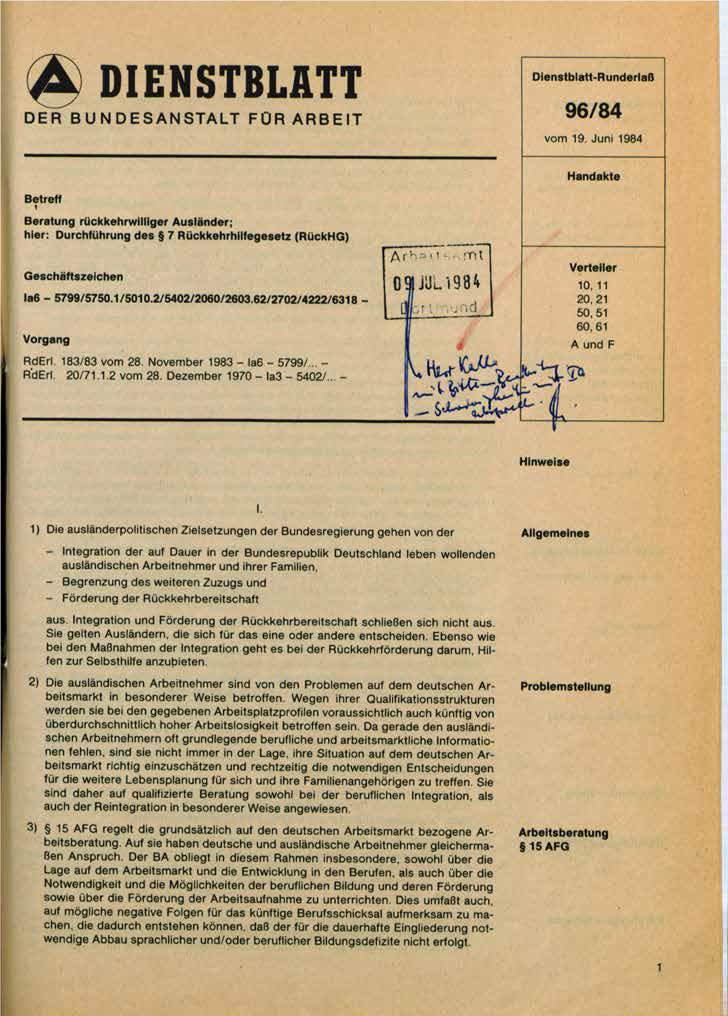 DIENSTBLATT
DER BUNDESANSTALT FÜR ARBEIT
Dienstblatt-Runderlaß
96/84
vom 19. Juni 1984
Handakte
Betreff
Beratung rückkehrwilliger Ausländer;
hier: Durchführung des § 7 Rückkehrhilfegesetz (RückHG)
Geschäftszeichen
Ia6 – 5799/5750.1/5010.2/5402/2060/2603.62/2702/4222/6318 –
Vorgang
RdErl. 183/83 vom 28. November 1983 – Ia6 – 5799/... –
RdErl. 20/71.1.2 vom 28. Dezember 1970 – Ia3 – 5402/... –
Arbeitsamt
09 JUL. 1984
Dortmund
Verteiler
10, 11
20, 21
50, 51
60, 61
A und F
Herr
mit Bitte
Hinweise
I.
1) Die ausländerpolitischen Zielsetzungen der Bundesregierung gehen von der
Allgemeines
– Integration der auf Dauer in der Bundesrepublik Deutschland leben wollenden
ausländischen Arbeitnehmer und ihrer Familien,
– Begrenzung des weiteren Zuzugs und
– Förderung der Rückkehrbereitschaft
aus. Integration und Förderung der Rückkehrbereitschaft schließen sich nicht aus.
Sie gelten Ausländern, die sich für das eine oder andere entscheiden. Ebenso wie
bei den Maßnahmen der Integration geht es bei der Rückkehrförderung darum, Hil-
fen zur Selbsthilfe anzubieten.
2) Die ausländischen Arbeitnehmer sind von den Problemen auf dem deutschen Ar-
Problemstellung
beitsmarkt in besonderer Weise betroffen. Wegen ihrer Qualifikationsstrukturen
werden sie bei den gegebenen Arbeitsplatzprofilen voraussichtlich auch künftig von
überdurchschnittlich hoher Arbeitslosigkeit betroffen sein. Da gerade den ausländi-
schen Arbeitnehmern oft grundlegende berufliche und arbeitsmarktliche Informatio-
nen fehlen, sind sie nicht immer in der Lage, ihre Situation auf dem deutschen Ar-
beitsmarkt richtig einzuschätzen und rechtzeitig die notwendigen Entscheidungen
für die weitere Lebensplanung für sich und ihre Familienangehörigen zu treffen. Sie
sind daher auf qualifizierte Beratung sowohl bei der beruflichen Integration, als
auch der Reintegration in besonderer Weise angewiesen.
3) § 15 AFG regelt die grundsätzlich auf den deutschen Arbeitsmarkt bezogene Ar-
Arbeitsberatung
§ 15 AFG
beitsberatung. Auf sie haben deutsche und ausländische Arbeitnehmer gleicherma-
ßen Anspruch. Der BA obliegt in diesem Rahmen insbesondere, sowohl über die
Lage auf dem Arbeitsmarkt und die Entwicklung in den Berufen, als auch über die
Notwendigkeit und die Möglichkeiten der beruflichen Bildung und deren Förderung
sowie über die Förderung der Arbeitsaufnahme zu unterrichten. Dies umfaßt auch,
auf mögliche negative Folgen für das künftige Berufsschicksal aufmerksam zu ma-
chen, die dadurch entstehen können, daß der für die dauerhafte Eingliederung not-
wendige Abbau sprachlicher und/oder beruflicher Bildungsdefizite nicht erfolgt.
1